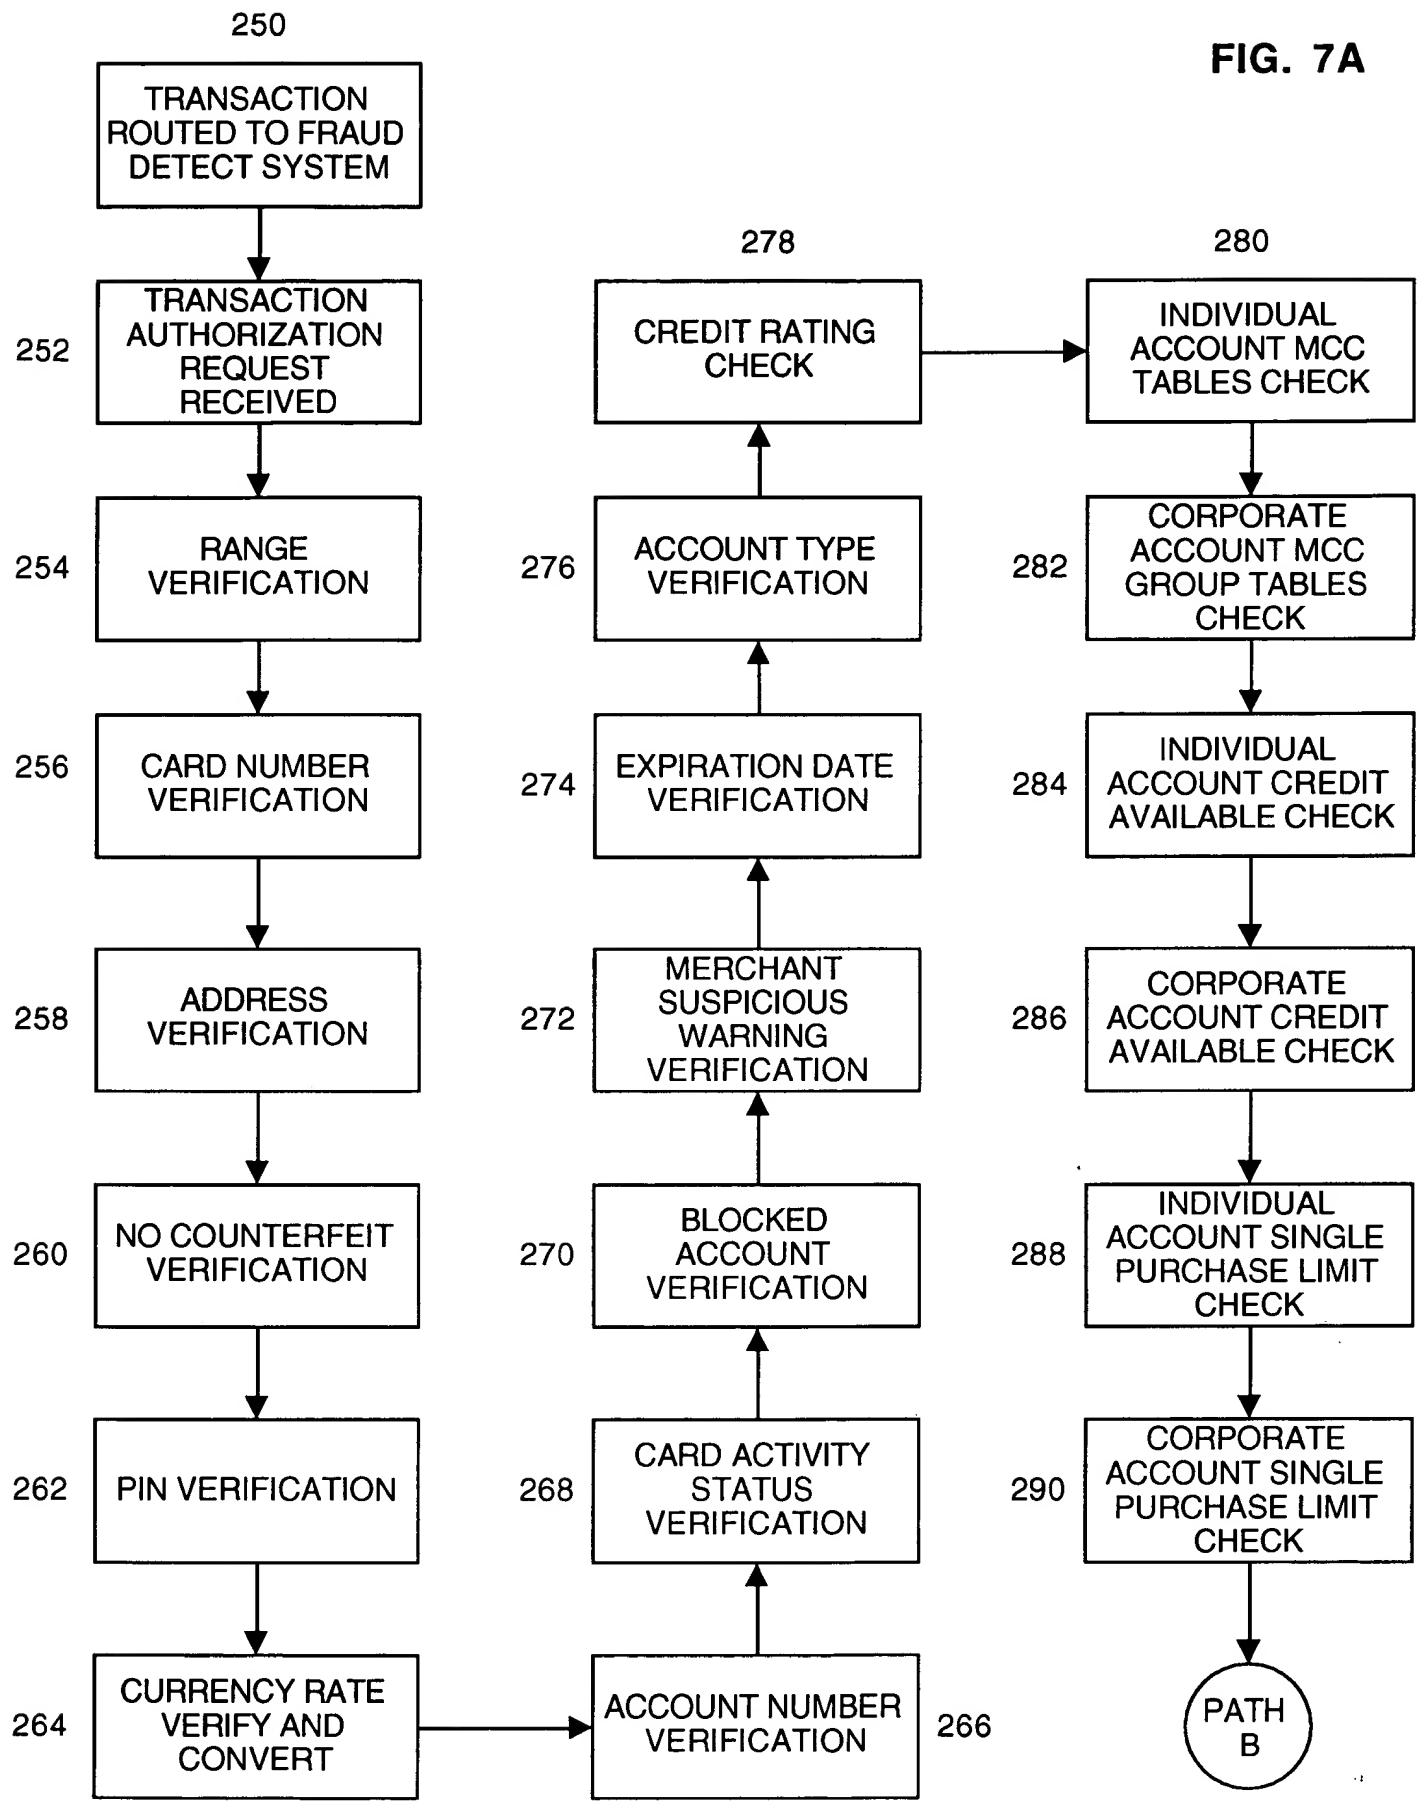 250
FIG. 7A
TRANSACTION
ROUTED TO FRAUD
DETECT SYSTEM
252
TRANSACTION
AUTHORIZATION
REQUEST
RECEIVED
254
RANGE
VERIFICATION
256
CARD NUMBER
VERIFICATION
258
ADDRESS
VERIFICATION
260
NO COUNTERFEIT
VERIFICATION
262
PIN VERIFICATION
264
CURRENCY RATE
VERIFY AND
CONVERT
ACCOUNT NUMBER
VERIFICATION
266
268
CARD ACTIVITY
STATUS
VERIFICATION
270
BLOCKED
ACCOUNT
VERIFICATION
272
MERCHANT
SUSPICIOUS
WARNING
VERIFICATION
274
EXPIRATION DATE
VERIFICATION
276
ACCOUNT TYPE
VERIFICATION
278
CREDIT RATING
CHECK
280
INDIVIDUAL
ACCOUNT MCC
TABLES CHECK
282
CORPORATE
ACCOUNT MCC
GROUP TABLES
CHECK
284
INDIVIDUAL
ACCOUNT CREDIT
AVAILABLE CHECK
286
CORPORATE
ACCOUNT CREDIT
AVAILABLE CHECK
288
INDIVIDUAL
ACCOUNT SINGLE
PURCHASE LIMIT
CHECK
290
CORPORATE
ACCOUNT SINGLE
PURCHASE LIMIT
CHECK
PATH
B